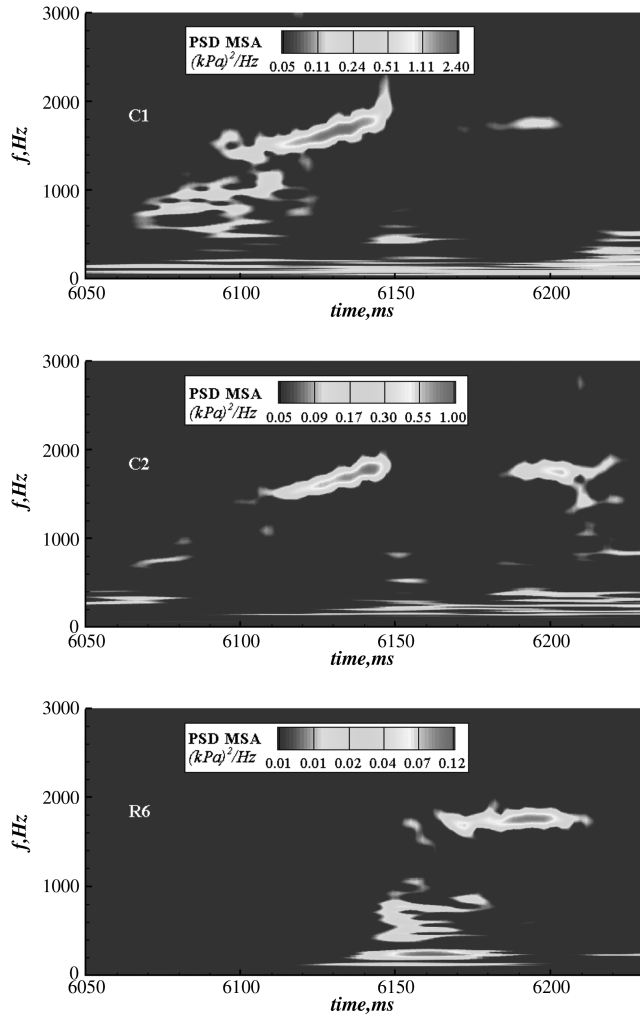 3000
2000
1000
0
f,Hz
PSD MSA
(kPa)²/Hz
0.05 0.11 0.24 0.51 1.11 2.40
C1
6050 6100 6150 6200
time,ms
3000
2000
1000
0
f,Hz
PSD MSA
(kPa)²/Hz
0.05 0.09 0.17 0.30 0.55 1.00
C2
6050 6100 6150 6200
time,ms
3000
2000
1000
0
f,Hz
PSD MSA
(kPa)²/Hz
0.01 0.01 0.02 0.04 0.07 0.12
R6
6050 6100 6150 6200
time,ms